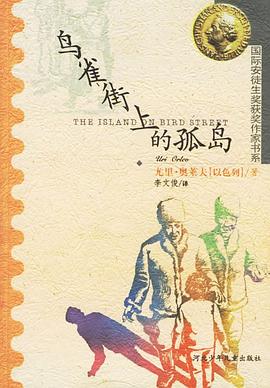 国际安徒生奖获奖作家书系
鸟雀街上的孤岛
THE ISLAND ON BIRD STREET
Uri Orlev
尤里·奥莱夫[以色列]/著
李文俊/译
河北少年儿童出版社